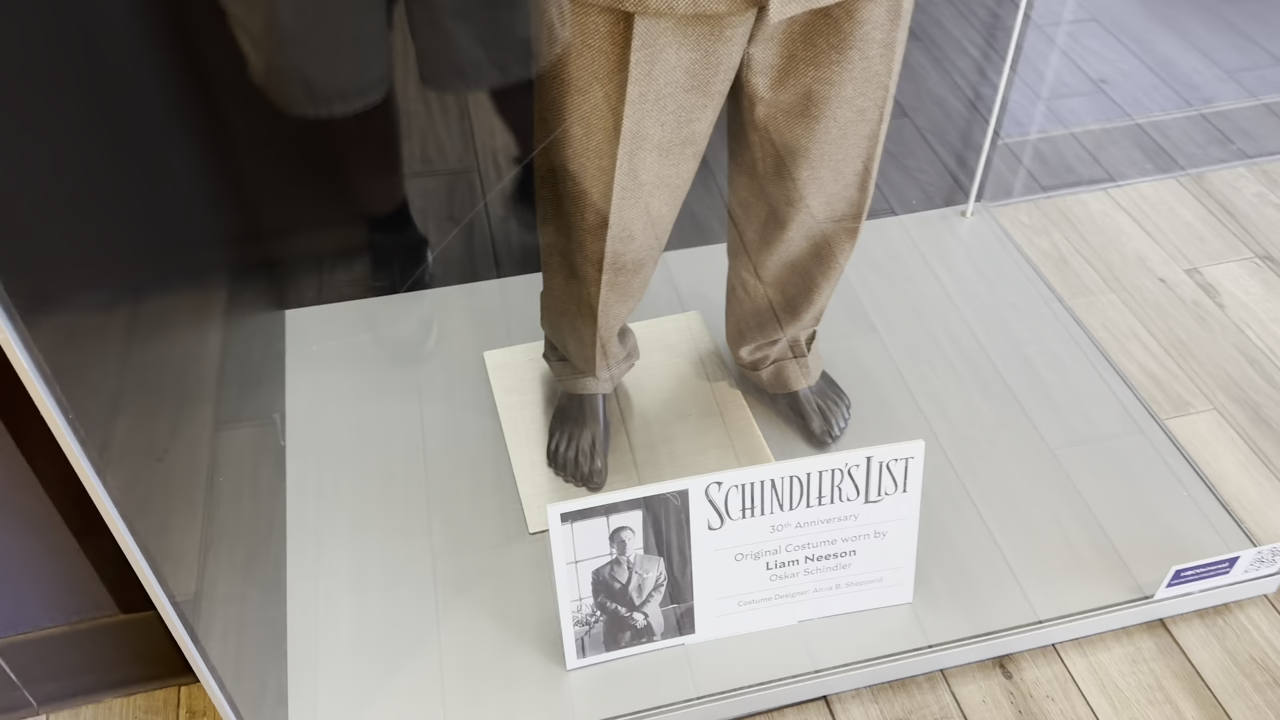 SCHINDLER'S LIST
30th Anniversary
Original Costume worn by
Liam Neeson
Oskar Schindler
Costume Designer: Anna B. Sheppard